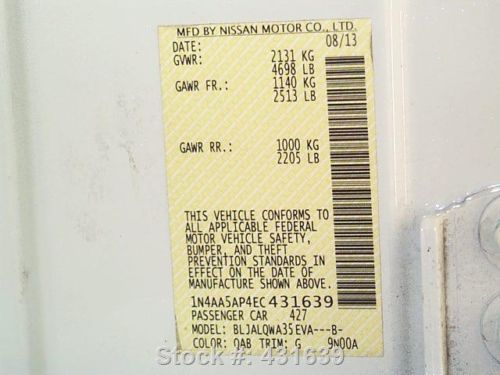 MFD BY NISSAN MOTOR CO., LTD.
DATE: 08/13
GVWR: 2131 KG
4698 LB
GAWR FR.: 1140 KG
2513 LB
GAWR RR.: 1000 KG
2205 LB
THIS VEHICLE CONFORMS TO
ALL APPLICABLE FEDERAL
MOTOR VEHICLE SAFETY,
BUMPER, AND THEFT
PREVENTION STANDARDS IN
EFFECT ON THE DATE OF
MANUFACTURE SHOWN ABOVE.
1N4AA5AP4EC431639
PASSENGER CAR 427
MODEL: BLJALQWA35EVA---B-
COLOR: QAB TRIM: G 9N00A
Stock #: 431639